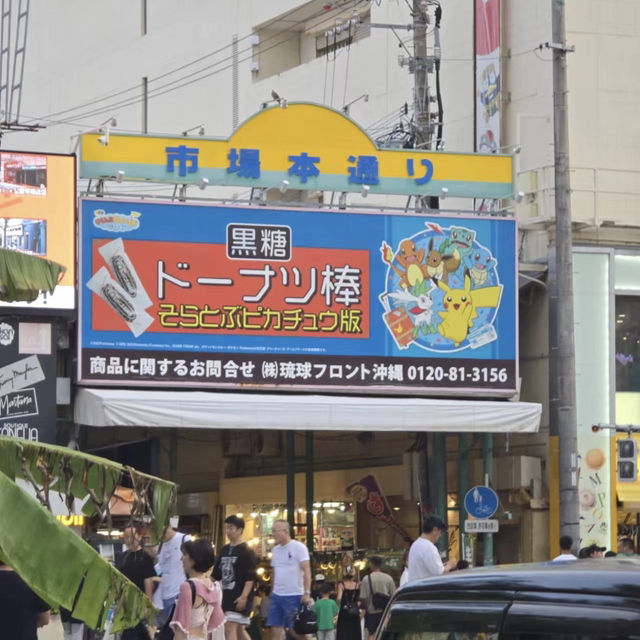 市場本通り
黒糖
ドーナツ棒
そらとぶピカチュウ版
商品に関するお問合せ ㈱琉球フロント沖縄 0120-81-3156